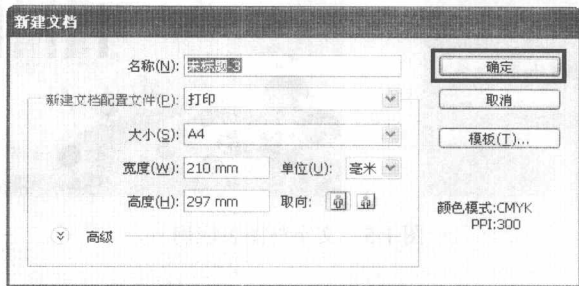 新建文档
名称(N): 未标题-3
确定
新建文档配置文件(P): 打印
取消
大小(S): A4
模板(T)...
宽度(W): 210 mm 单位(U): 毫米
高度(H): 297 mm 取向:
颜色模式:CMYK
PPI:300
高级